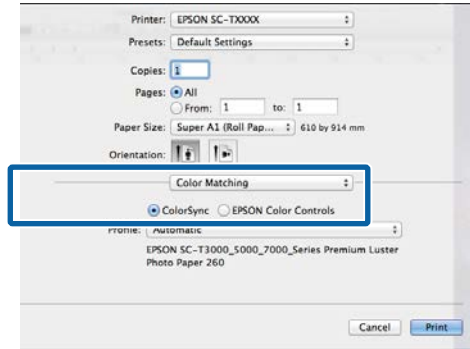 Printer: EPSON SC-TXXXX
Presets: Default Settings
Copies: 1
Pages: All
From: 1 to: 1
Paper Size: Super A1 (Roll Pap... 610 by 914 mm
Orientation:
Color Matching
ColorSync EPSON Color Controls
Profile: Automatic
EPSON SC-T3000_5000_7000_Series Premium Luster
Photo Paper 260
Cancel Print